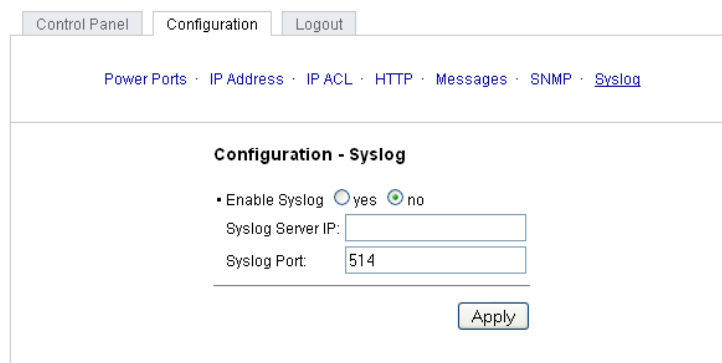 Control Panel Configuration Logout
Power Ports · IP Address · IP ACL · HTTP · Messages · SNMP · Syslog
Configuration - Syslog
• Enable Syslog yes no
Syslog Server IP:
Syslog Port: 514
Apply